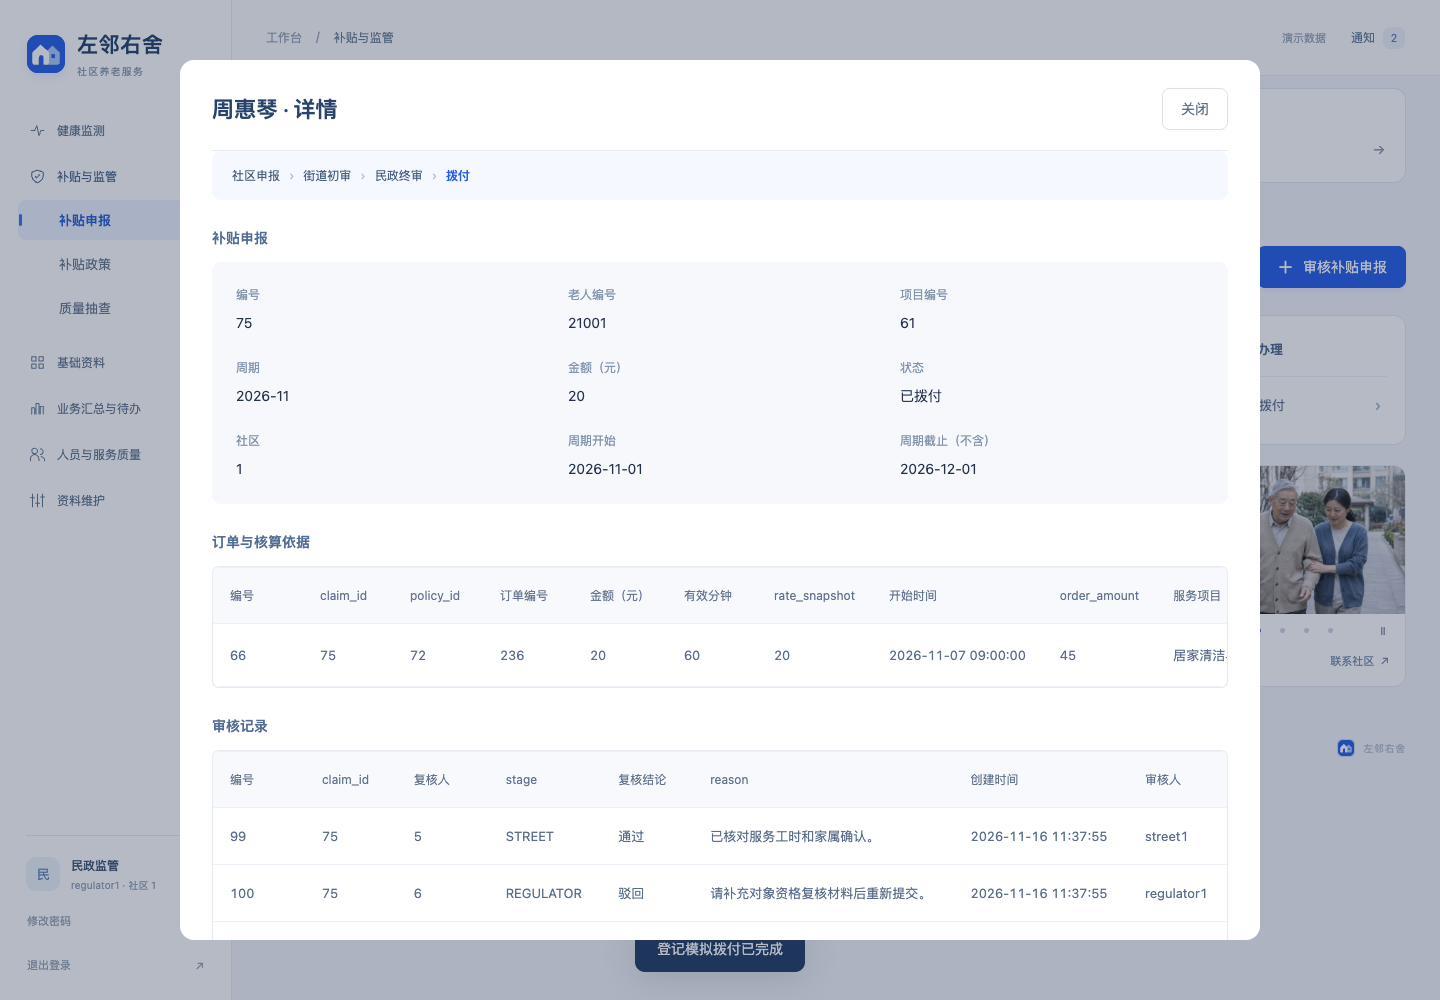 左邻右舍
社区养老服务
工作台 / 补贴与监管
演示数据 通知 2
健康监测
补贴与监管
补贴申报
补贴政策
质量抽查
基础资料
业务汇总与待办
人员与服务质量
资料维护
民 民政监管
regulator1 · 社区 1
修改密码
退出登录
周惠琴 · 详情
关闭
社区申报 › 街道初审 › 民政终审 › 拨付
补贴申报
编号 老人编号 项目编号
75 21001 61
周期 金额（元） 状态
2026-11 20 已拨付
社区 周期开始 周期截止（不含）
1 2026-11-01 2026-12-01
订单与核算依据
编号 claim_id policy_id 订单编号 金额（元） 有效分钟 rate_snapshot 开始时间 order_amount 服务项目
66 75 72 236 20 60 20 2026-11-07 09:00:00 45 居家清洁
审核记录
编号 claim_id 复核人 stage 复核结论 reason 创建时间 审核人
99 75 5 STREET 通过 已核对服务工时和家属确认。 2026-11-16 11:37:55 street1
100 75 6 REGULATOR 驳回 请补充对象资格复核材料后重新提交。 2026-11-16 11:37:55 regulator1
审核补贴申报
办理
拨付
联系社区
左邻右舍
登记模拟拨付已完成